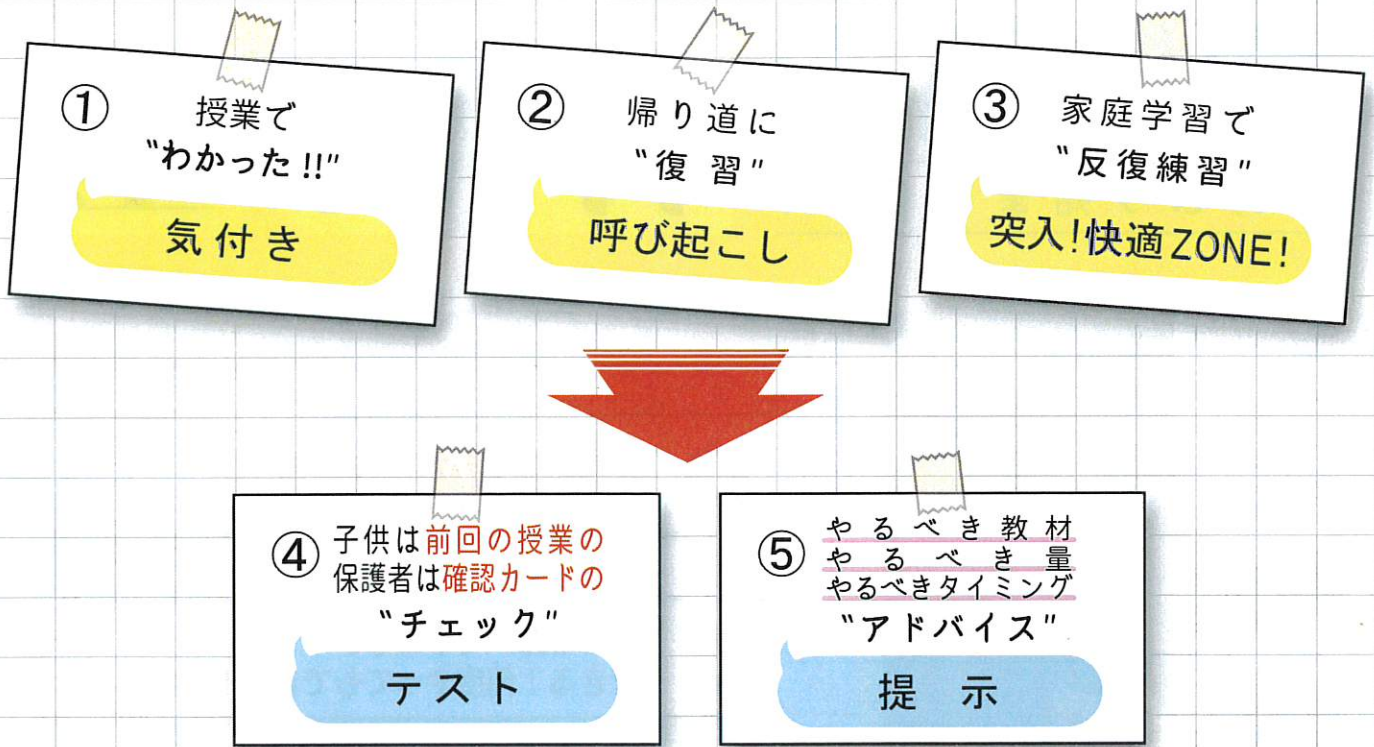 ①
授業で
“わかった!!”
気付き
②
帰り道に
“復習”
呼び起こし
③
家庭学習で
“反復練習”
突入!快適ZONE!
④
子供は前回の授業の
保護者は確認カードの
“チェック”
テスト
⑤
やるべき教材
やるべき量
やるべきタイミング
“アドバイス”
提示